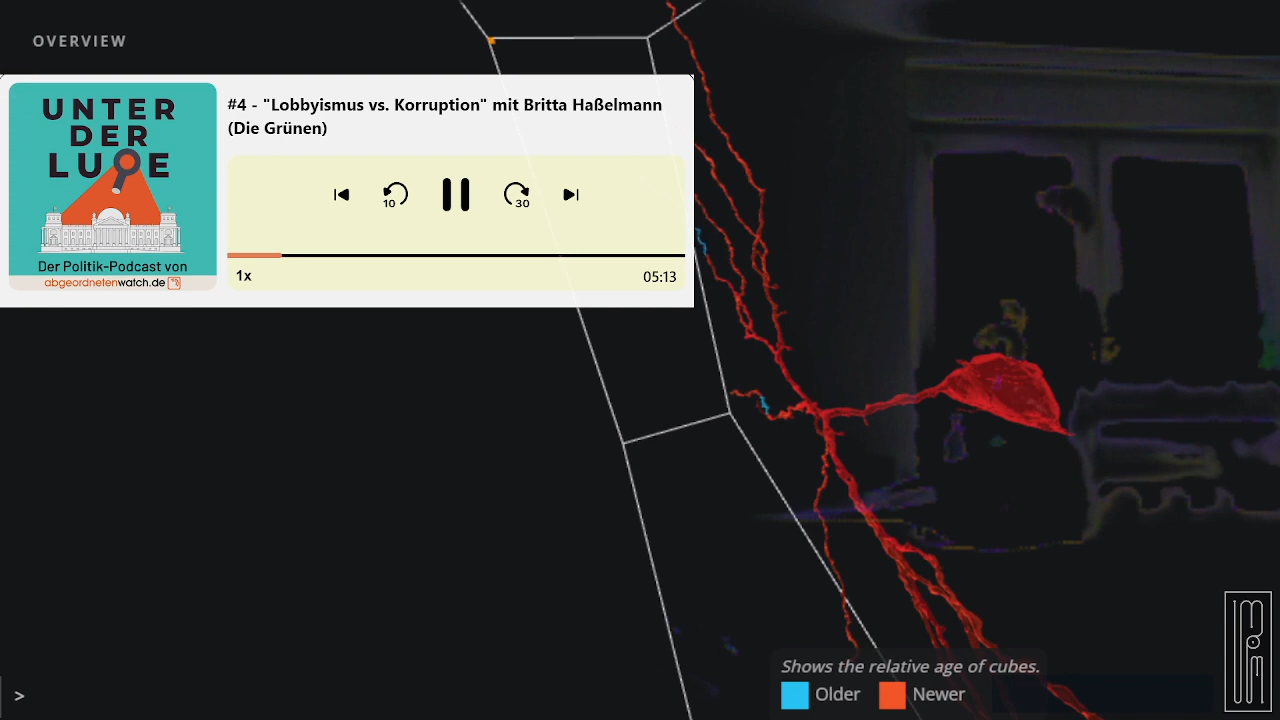 OVERVIEW
UNTER
DER
LUPE
Der Politik-Podcast von
abgeordnetenwatch.de
#4 - "Lobbyismus vs. Korruption" mit Britta Haßelmann
(Die Grünen)
10
30
1x
05:13
>
Shows the relative age of cubes.
Older
Newer